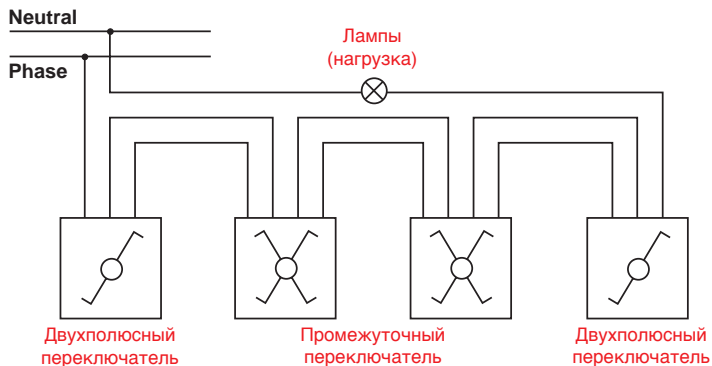 Neutral
Phase
Лампы
(нагрузка)
Двухполюсный
переключатель
Промежуточный
переключатель
Двухполюсный
переключатель